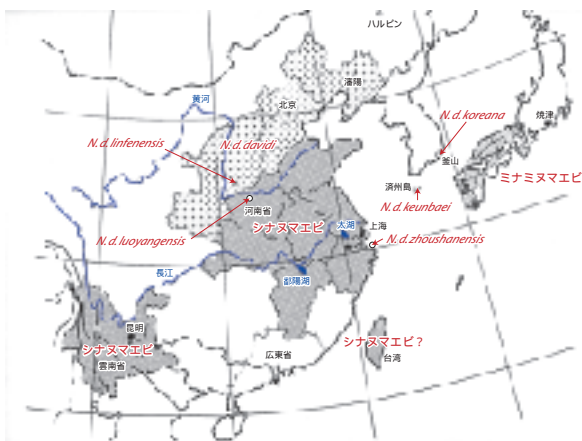 ハルビン
瀋陽
黄河
北京
N.d.koreana
焼津
N.d.linfenensis
N.d.davidi
釜山
ミナミヌマエビ
済州島
N.d.keunbaei
河南省
シナヌマエビ
太湖
上海
N.d.luoyangensis
N.d.zhoushanensis
長江
鄱陽湖
昆明
シナヌマエビ
シナヌマエビ？
広東省
台湾
雲南省